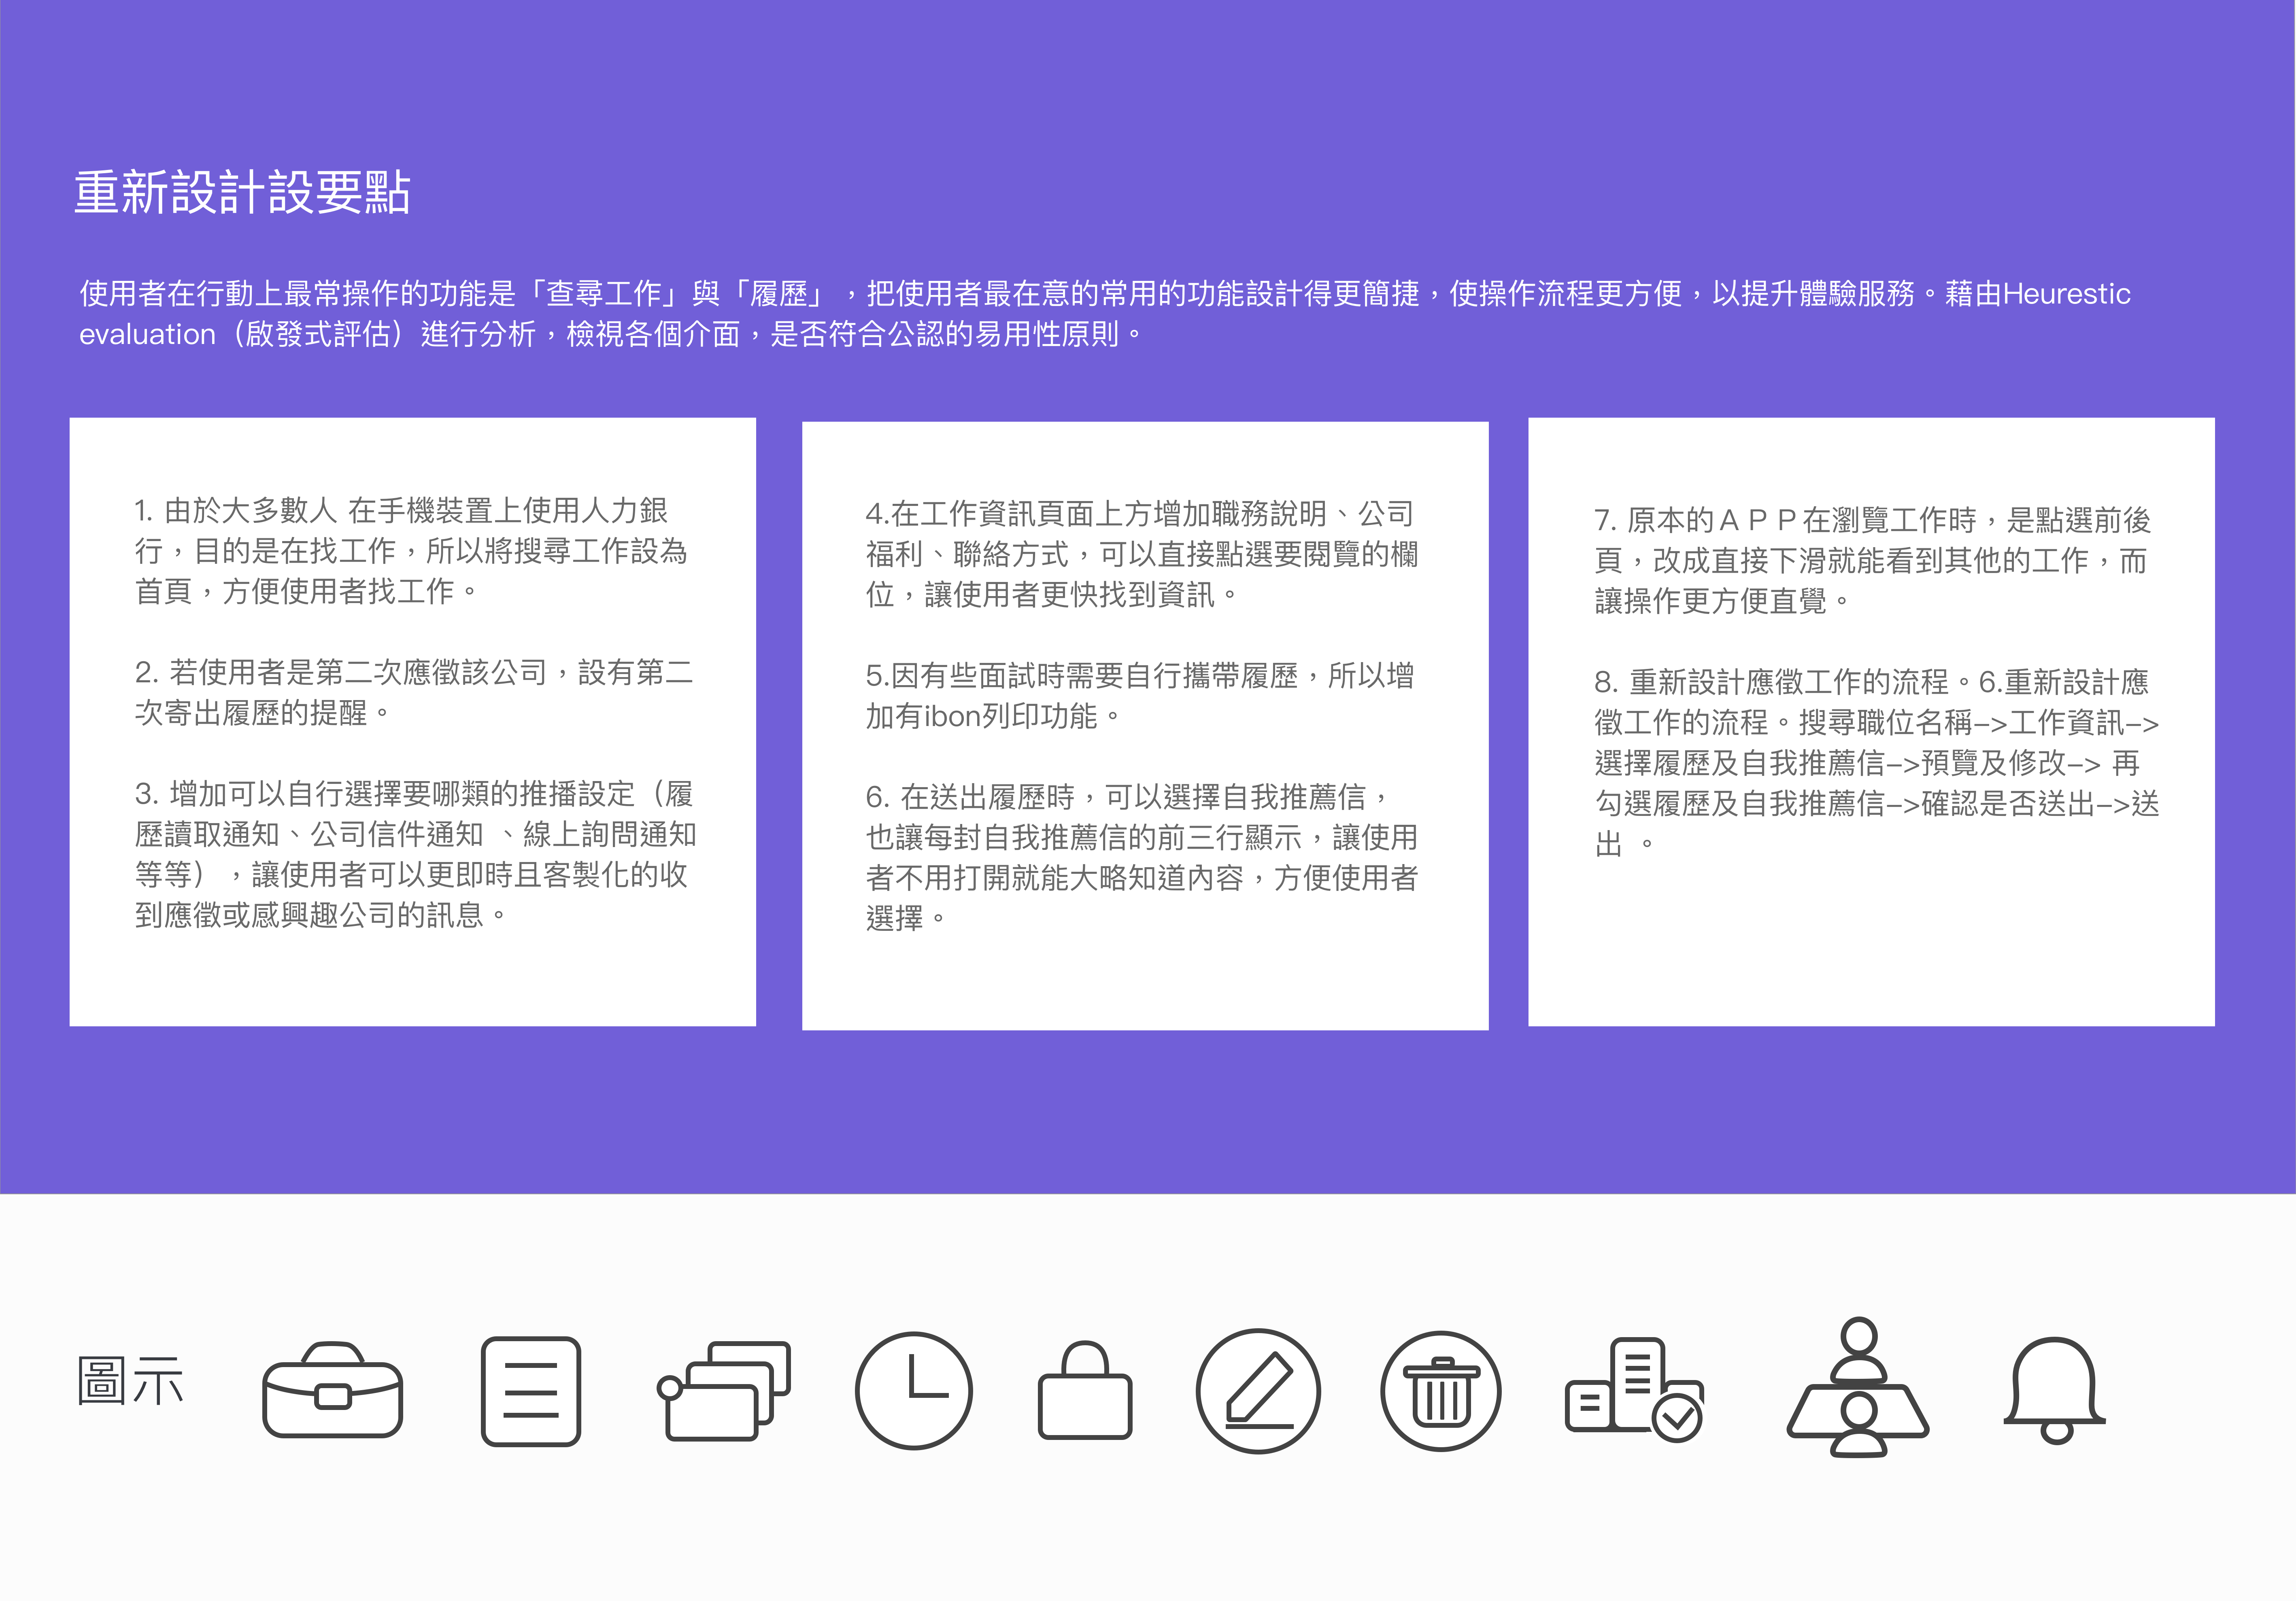 重新設計設要點
使用者在行動上最常操作的功能是「查尋工作」與「履歷」，把使用者最在意的常用的功能設計得更簡捷，使操作流程更方便，以提升體驗服務。藉由Heurestic
evaluation（啟發式評估）進行分析，檢視各個介面，是否符合公認的易用性原則。
1. 由於大多數人 在手機裝置上使用人力銀
行，目的是在找工作，所以將搜尋工作設為
首頁，方便使用者找工作。
2. 若使用者是第二次應徵該公司，設有第二
次寄出履歷的提醒。
3. 增加可以自行選擇要哪類的推播設定（履
歷讀取通知、公司信件通知 、線上詢問通知
等等），讓使用者可以更即時且客製化的收
到應徵或感興趣公司的訊息。
4.在工作資訊頁面上方增加職務說明、公司
福利、聯絡方式，可以直接點選要閱覽的欄
位，讓使用者更快找到資訊。
5.因有些面試時需要自行攜帶履歷，所以增
加有ibon列印功能。
6. 在送出履歷時，可以選擇自我推薦信，
也讓每封自我推薦信的前三行顯示，讓使用
者不用打開就能大略知道內容，方便使用者
選擇。
7. 原本的ＡＰＰ在瀏覽工作時，是點選前後
頁，改成直接下滑就能看到其他的工作，而
讓操作更方便直覺。
8. 重新設計應徵工作的流程。6.重新設計應
徵工作的流程。搜尋職位名稱–>工作資訊–>
選擇履歷及自我推薦信–>預覽及修改–> 再
勾選履歷及自我推薦信–>確認是否送出–>送
出 。
圖示